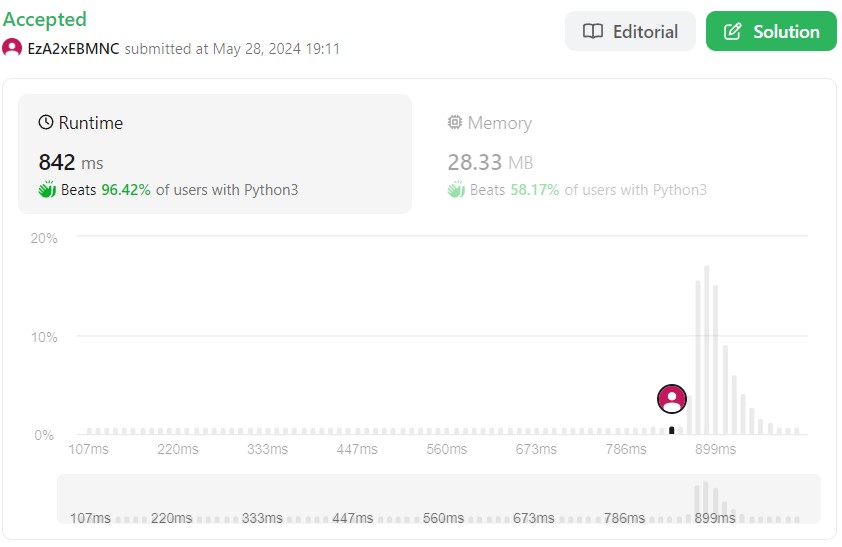 Accepted
EzA2xEBMNC submitted at May 28, 2024 19:11
Editorial
Solution
Runtime
842 ms
Beats 96.42% of users with Python3
Memory
28.33 MB
Beats 58.17% of users with Python3
20%
10%
0%
107ms 220ms 333ms 447ms 560ms 673ms 786ms 899ms
107ms 220ms 333ms 447ms 560ms 673ms 786ms 899ms